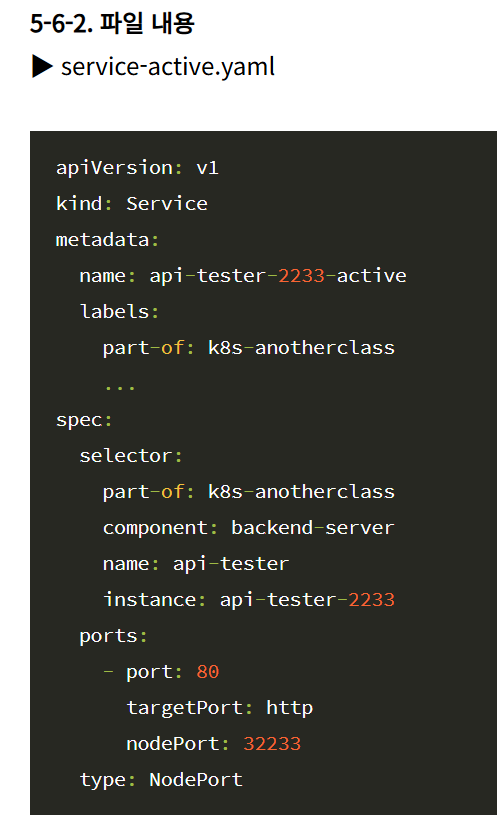 5-6-2. 파일 내용
▶ service-active.yaml
apiVersion: v1
kind: Service
metadata:
  name: api-tester-2233-active
  labels:
    part-of: k8s-anotherclass
    ...
spec:
  selector:
    part-of: k8s-anotherclass
    component: backend-server
    name: api-tester
    instance: api-tester-2233
  ports:
    - port: 80
      targetPort: http
      nodePort: 32233
  type: NodePort